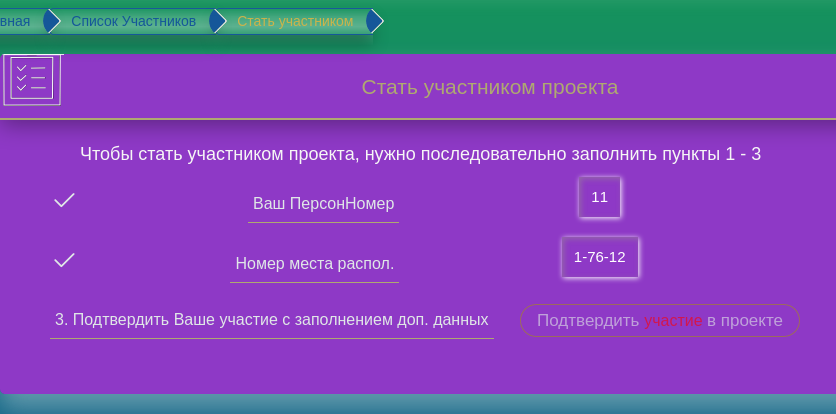 вная Список Участников Стать участником
Стать участником проекта
Чтобы стать участником проекта, нужно последовательно заполнить пункты 1 - 3
Ваш ПерсонНомер 11
Номер места распол. 1-76-12
3. Подтвердить Ваше участие с заполнением доп. данных Подтвердить участие в проекте